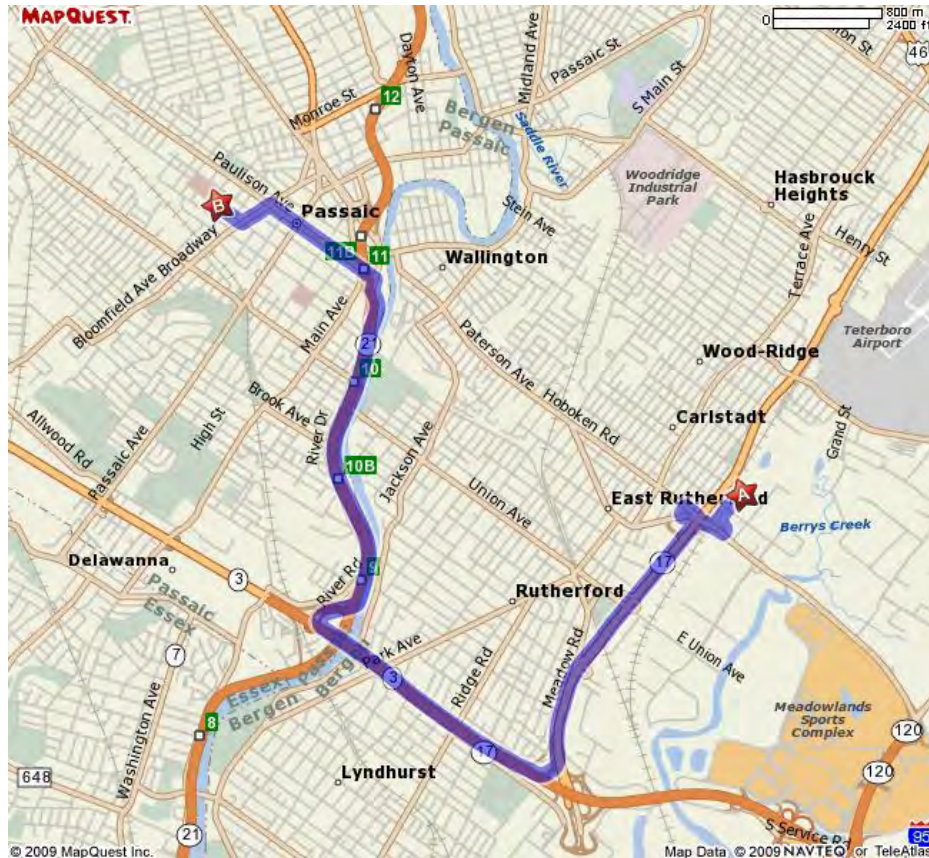 MAPQUEST.
0
800 m
2400 ft
46
12
Dayton Ave
Midland Ave
Passaic St
S Main St
Monroe St
Bergen
Passaic
Saddle River
Woodridge
Industrial
Park
Hasbrouck
Heights
Paulison Ave
B
Passaic
Stein Ave
Terrace Ave
Henry St
11B
11
Wallington
Bloomfield Ave
Broadway
Main Ave
21
10
Teterboro
Airport
Wood-Ridge
Paterson Ave
Hoboken Rd
Carlstadt
Brook Ave
Allwood Rd
High St
Passaic Ave
River Dr
10B
Jackson Ave
Union Ave
Grand St
East Rutherford
A
Berrys Creek
Delawanna
3
River Rd
9
17
Rutherford
Passaic
Essex
7
Park Ave
Ridge Rd
Meadow Rd
E Union Ave
3
8
Washington Ave
Meadowlands
Sports
Complex
120
120
17
Lyndhurst
648
21
S Service Rd
95
© 2009 MapQuest Inc.
Map Data © 2009 NAVTEQ or TeleAtlas